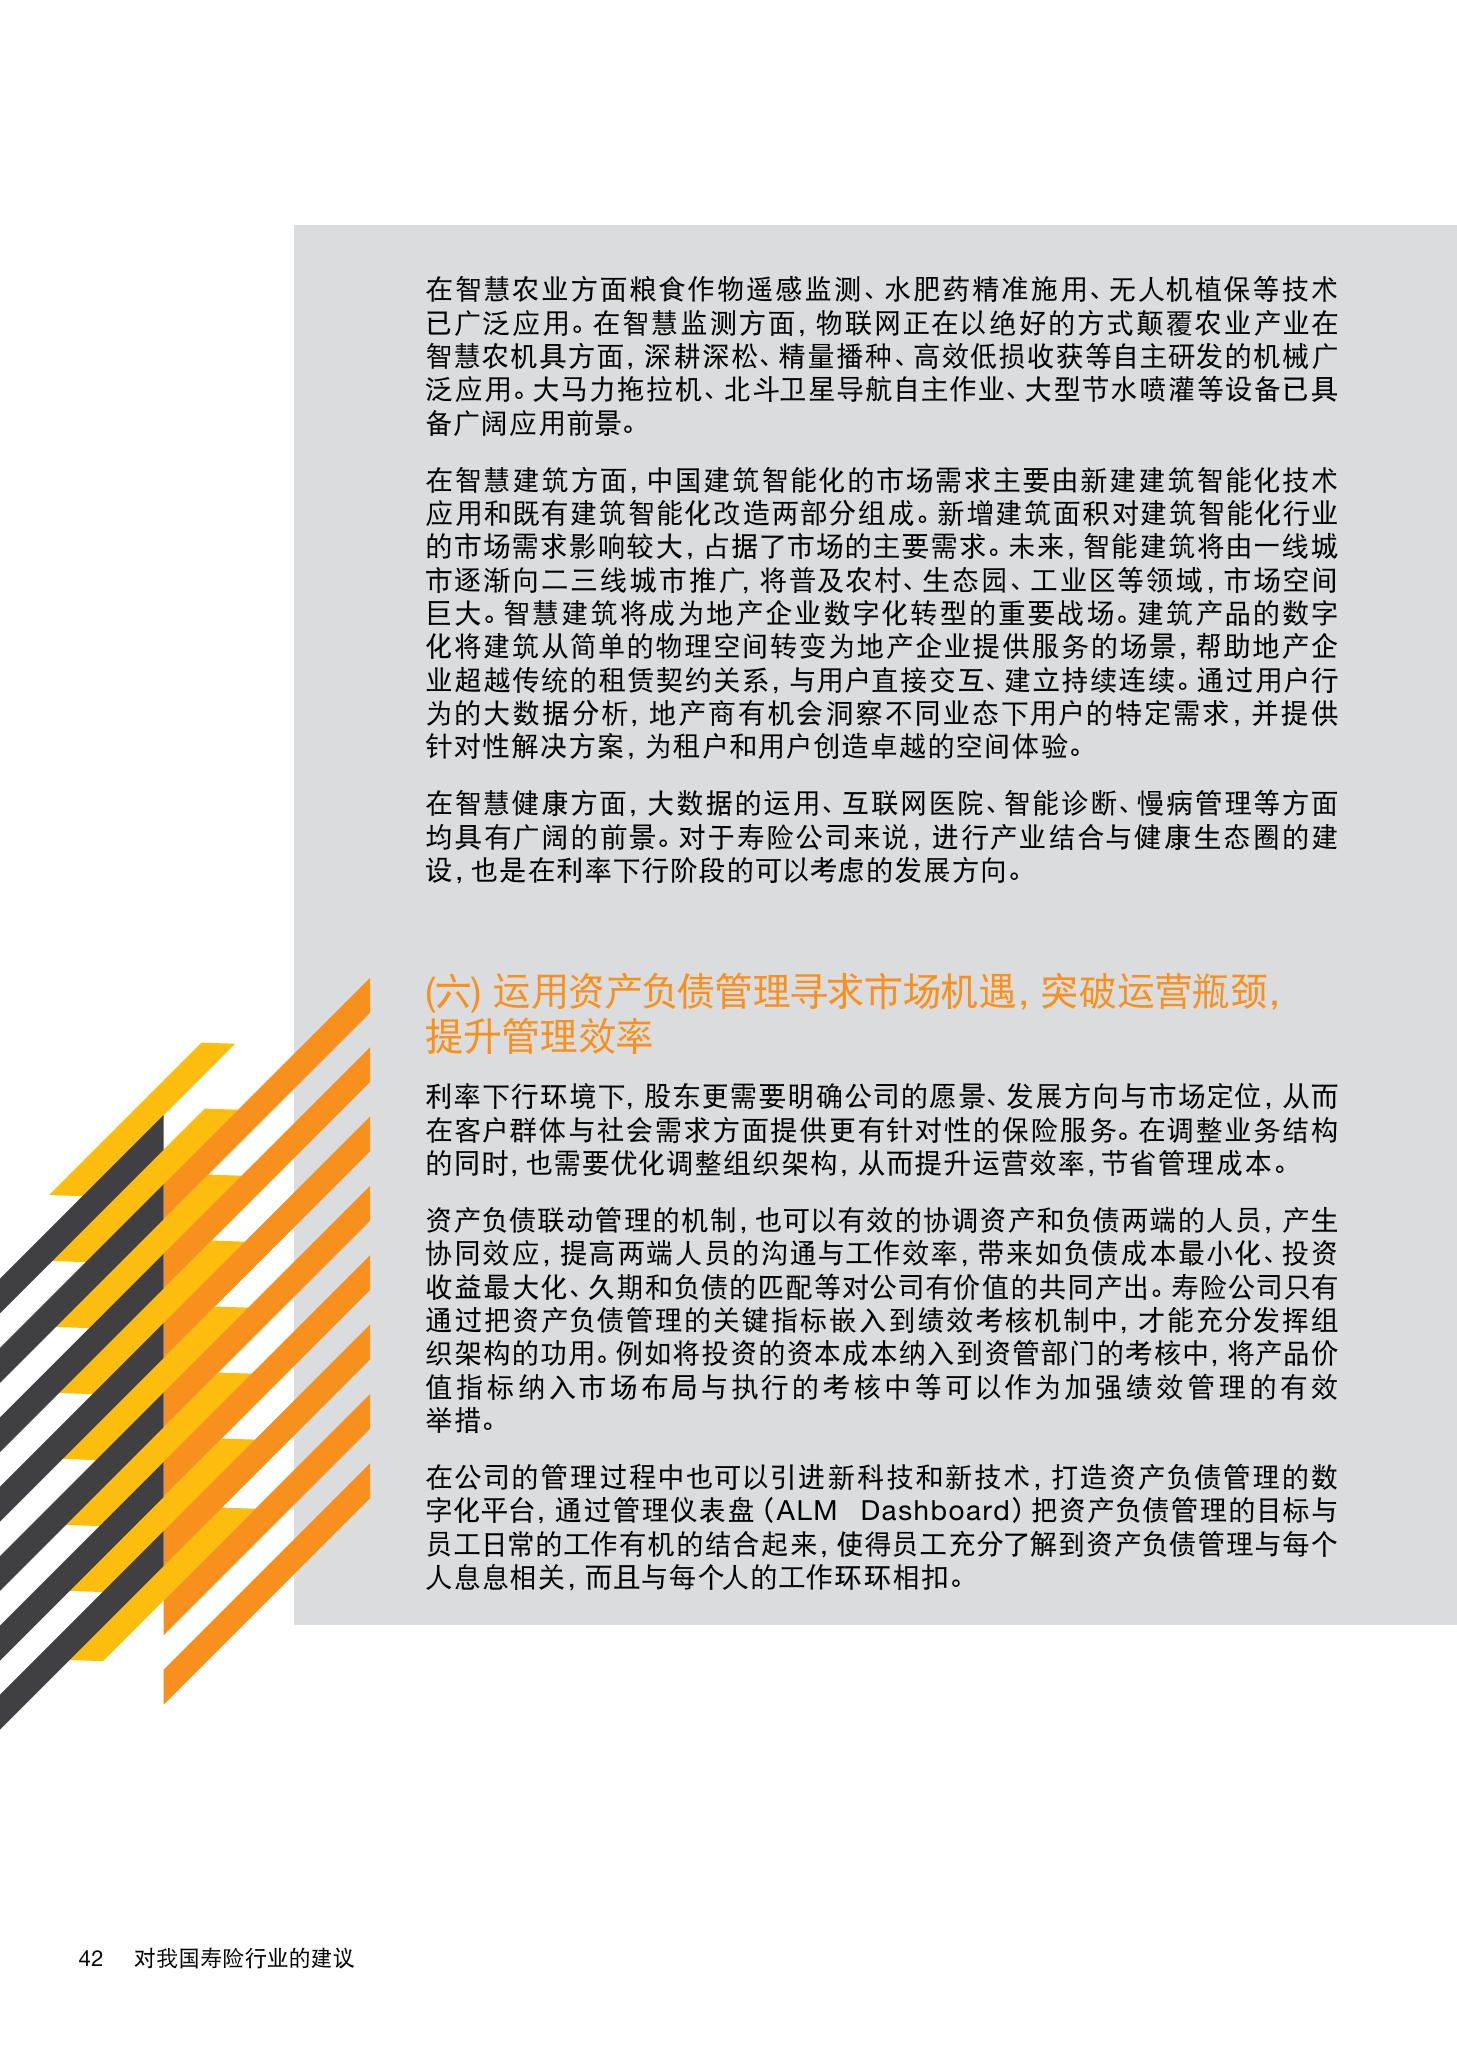 在智慧农业方面粮食作物遥感监测、水肥药精准施用、无人机植保等技术
已广泛应用。在智慧监测方面，物联网正在以绝好的方式颠覆农业产业在
智慧农机具方面，深耕深松、精量播种、高效低损收获等自主研发的机械广
泛应用。大马力拖拉机、北斗卫星导航自主作业、大型节水喷灌等设备已具
备广阔应用前景。
在智慧建筑方面，中国建筑智能化的市场需求主要由新建建筑智能化技术
应用和既有建筑智能化改造两部分组成。新增建筑面积对建筑智能化行业
的市场需求影响较大，占据了市场的主要需求。未来，智能建筑将由一线城
市逐渐向二三线城市推广，将普及农村、生态园、工业区等领域，市场空间
巨大。智慧建筑将成为地产企业数字化转型的重要战场。建筑产品的数字
化将建筑从简单的物理空间转变为地产企业提供服务的场景，帮助地产企
业超越传统的租赁契约关系，与用户直接交互、建立持续连续。通过用户行
为的大数据分析，地产商有机会洞察不同业态下用户的特定需求，并提供
针对性解决方案，为租户和用户创造卓越的空间体验。
在智慧健康方面，大数据的运用、互联网医院、智能诊断、慢病管理等方面
均具有广阔的前景。对于寿险公司来说，进行产业结合与健康生态圈的建
设，也是在利率下行阶段的可以考虑的发展方向。
(六) 运用资产负债管理寻求市场机遇，突破运营瓶颈，
提升管理效率
利率下行环境下，股东更需要明确公司的愿景、发展方向与市场定位，从而
在客户群体与社会需求方面提供更有针对性的保险服务。在调整业务结构
的同时，也需要优化调整组织架构，从而提升运营效率，节省管理成本。
资产负债联动管理的机制，也可以有效的协调资产和负债两端的人员，产生
协同效应，提高两端人员的沟通与工作效率，带来如负债成本最小化、投资
收益最大化、久期和负债的匹配等对公司有价值的共同产出。寿险公司只有
通过把资产负债管理的关键指标嵌入到绩效考核机制中，才能充分发挥组
织架构的功用。例如将投资的资本成本纳入到资管部门的考核中，将产品价
值指标纳入市场布局与执行的考核中等可以作为加强绩效管理的有效
举措。
在公司的管理过程中也可以引进新科技和新技术，打造资产负债管理的数
字化平台，通过管理仪表盘（ALM Dashboard）把资产负债管理的目标与
员工日常的工作有机的结合起来，使得员工充分了解到资产负债管理与每个
人息息相关，而且与每个人的工作环环相扣。
42 对我国寿险行业的建议